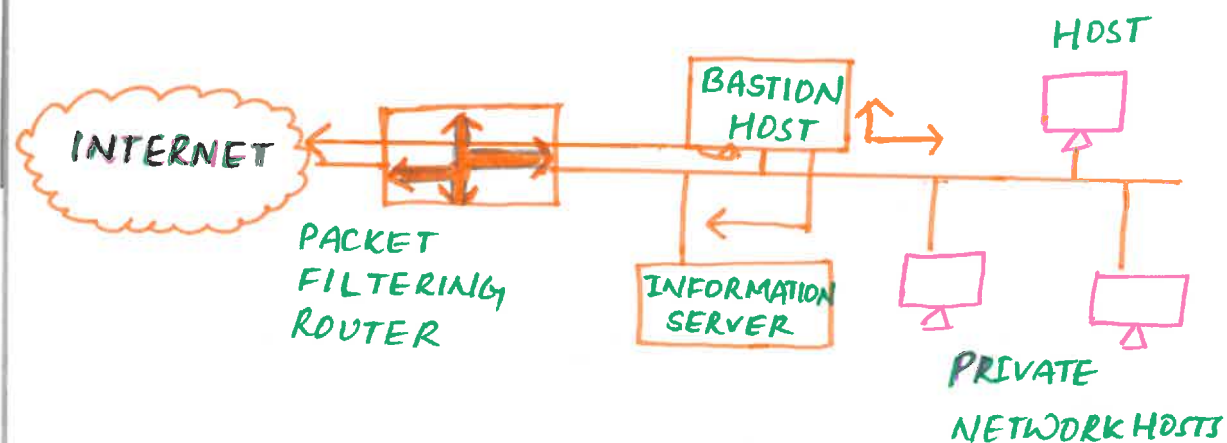 HOST
BASTION
HOST
INTERNET
PACKET
FILTERING
ROUTER
INFORMATION
SERVER
PRIVATE
NETWORK HOSTS